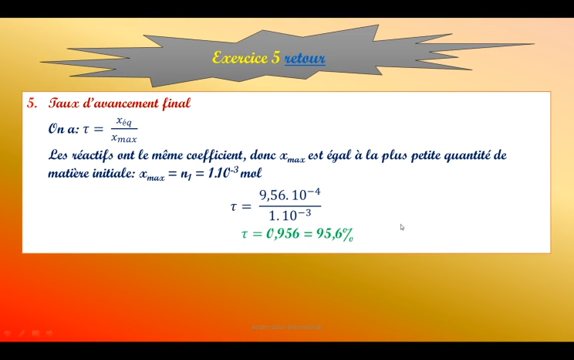 Exercice 5 retour
5. Taux d'avancement final
On a: τ = x_éq / x_max
Les réactifs ont le même coefficient, donc x_max est égal à la plus petite quantité de
matière initiale: x_max = n_1 = 1.10⁻³ mol
τ = 9,56. 10⁻⁴ / 1. 10⁻³
τ = 0,956 = 95,6%